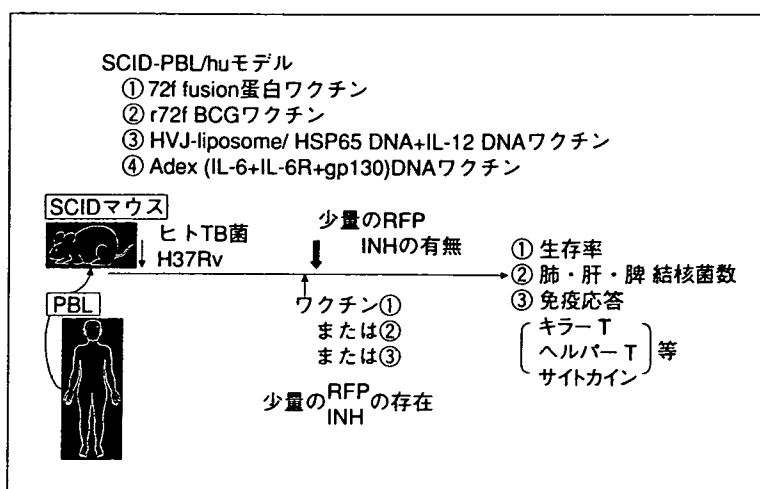 SCID-PBL/huモデル
① 72f fusion蛋白ワクチン
② r72f BCGワクチン
③ HVJ-liposome/ HSP65 DNA+IL-12 DNAワクチン
④ Adex (IL-6+IL-6R+gp130)DNAワクチン
SCIDマウス
ヒトTB菌
H37Rv
少量のRFP
INHの有無
PBL
ワクチン①
または②
または③
少量のRFP INHの存在
① 生存率
② 肺・肝・脾 結核菌数
③ 免疫応答
キラー T
ヘルパー T
サイトカイン
等